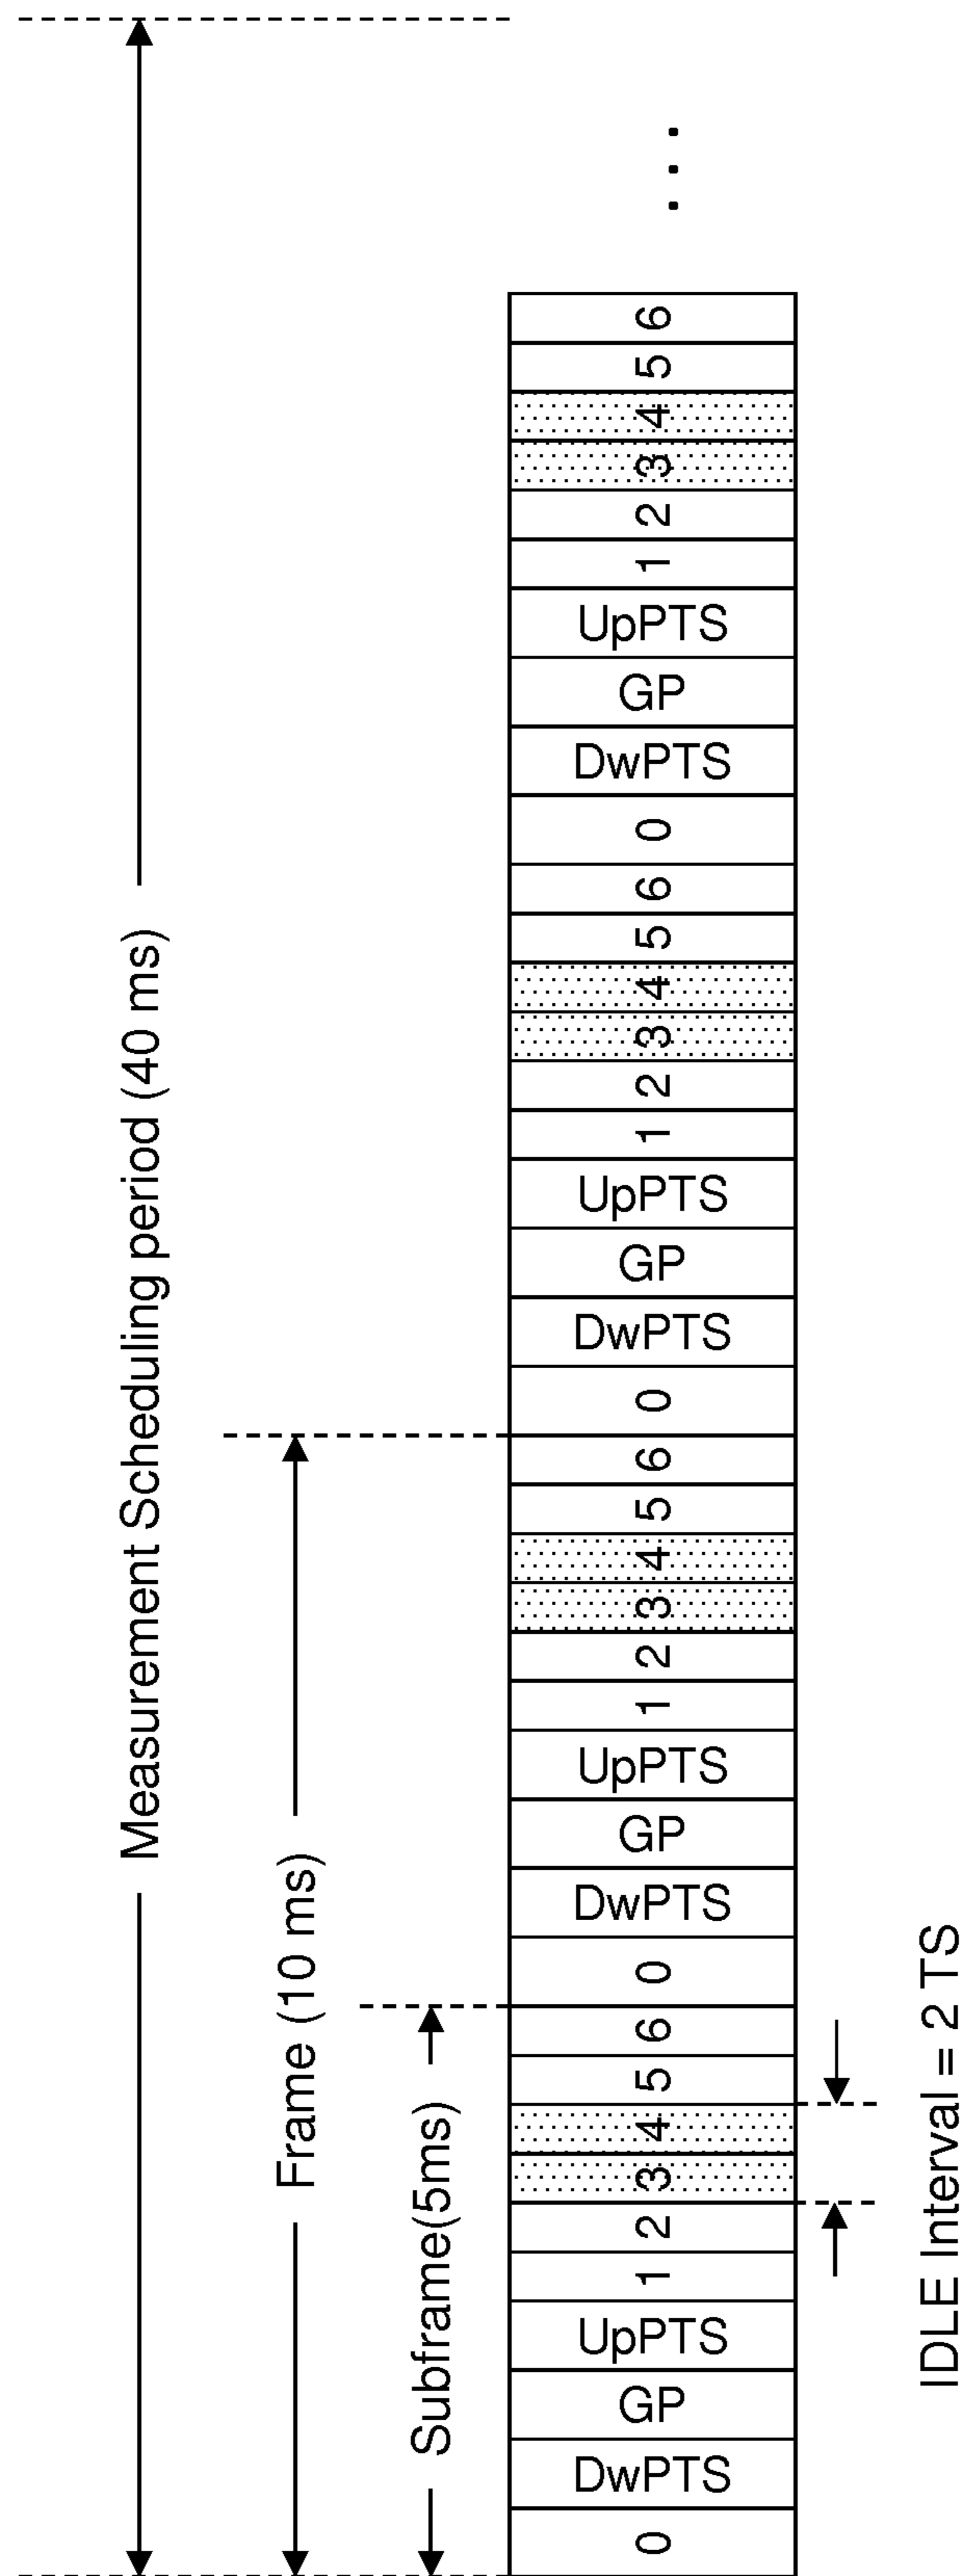 Measurement Scheduling period (40 ms)
Frame (10 ms)
Subframe(5ms)
0 DwPTS GP UpPTS 1 2 3 4 5 6 0 DwPTS GP UpPTS 1 2 3 4 5 6 0 DwPTS GP UpPTS 1 2 3 4 5 6 0 DwPTS GP UpPTS 1 2 3 4 5 6 ...
IDLE Interval = 2 TS